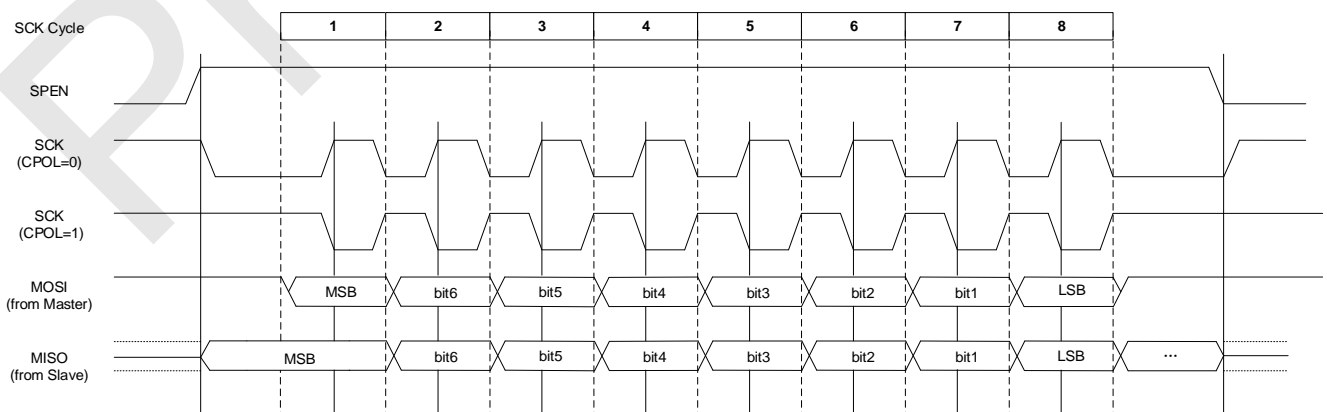 SCK Cycle 1 2 3 4 5 6 7 8
SPEN
SCK
(CPOL=0)
SCK
(CPOL=1)
MOSI
(from Master)
MSB bit6 bit5 bit4 bit3 bit2 bit1 LSB
MISO
(from Slave)
MSB bit6 bit5 bit4 bit3 bit2 bit1 LSB ...